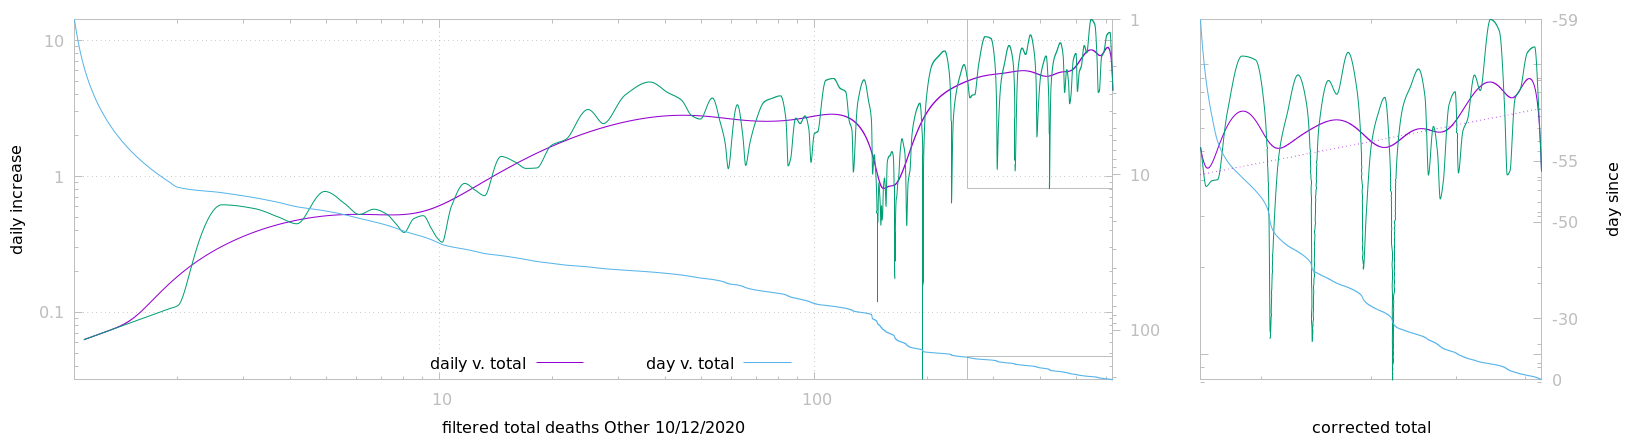 10
1
0.1
daily increase
10
100
1
10
100
daily v. total
day v. total
filtered total deaths Other 10/12/2020
-59
-55
-50
-30
0
day since
corrected total